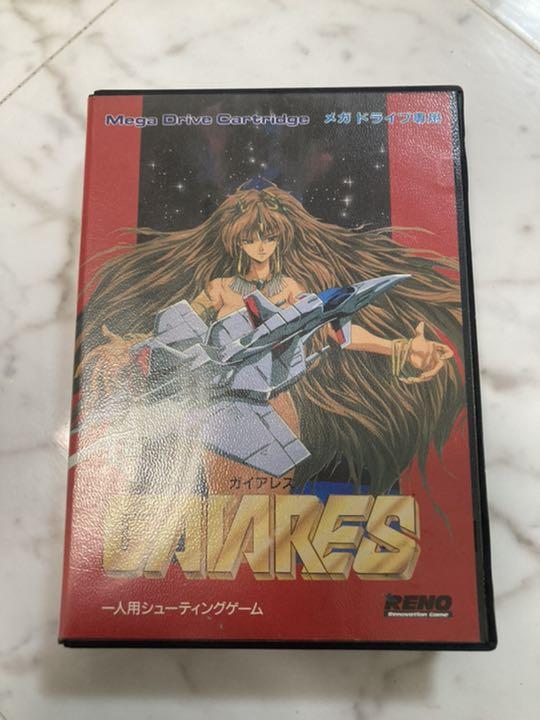 Mega Drive Cartridge メガドライブ専用
ガイアレス
GAIARES
一人用シューティングゲーム
RENO
Renovation Game